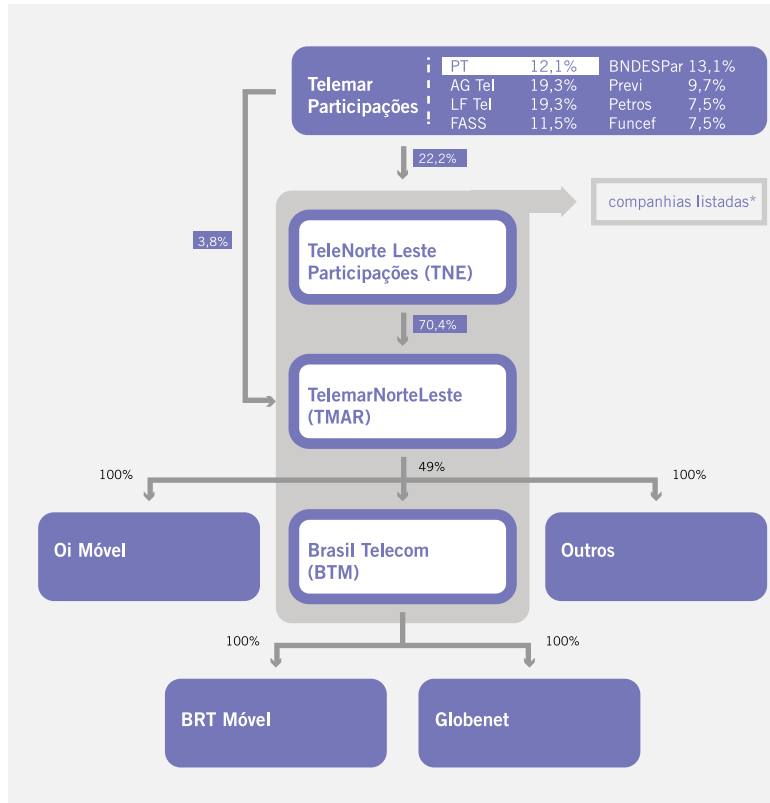 Telemar
Participações
PT 12,1% BNDESPar 13,1%
AG Tel 19,3% Previ 9,7%
LF Tel 19,3% Petros 7,5%
FASS 11,5% Funcef 7,5%
22,2%
companhias listadas*
3,8%
TeleNorte Leste
Participações (TNE)
70,4%
TelemarNorteLeste
(TMAR)
100% 49% 100%
Oi Móvel
Brasil Telecom
(BTM)
Outros
100% 100%
BRT Móvel
Globenet